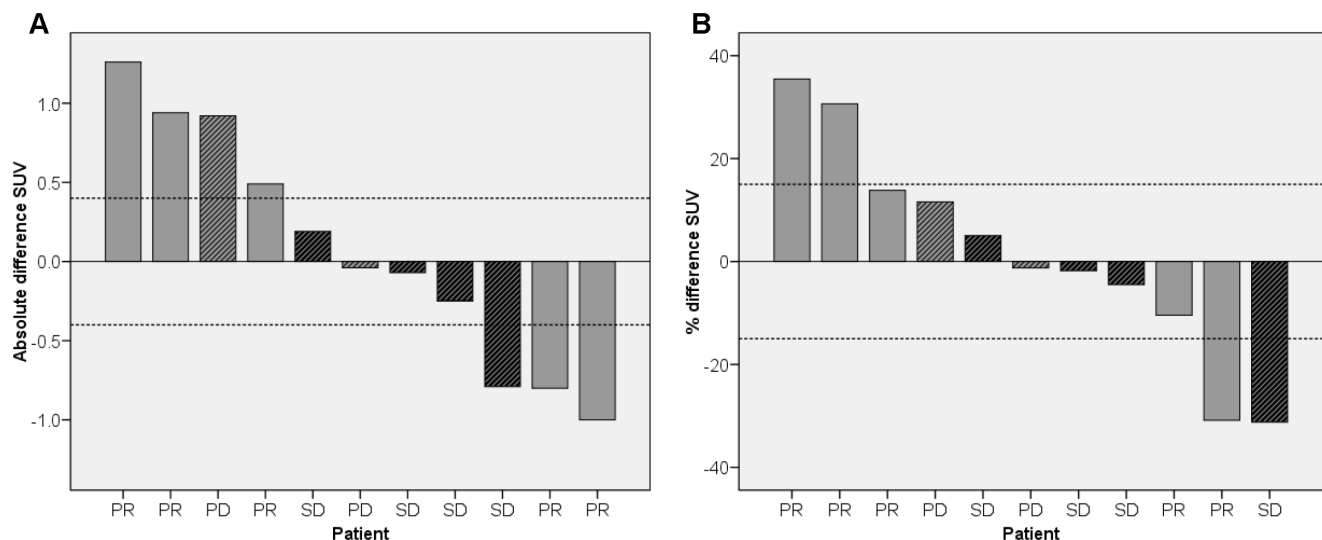 A
Absolute difference SUV
1.0
0.5
0.0
-0.5
-1.0
PR PR PD PR SD PD SD SD SD PR PR
Patient
B
% difference SUV
40
20
0
-20
-40
PR PR PR PD SD PD SD SD PR PR SD
Patient